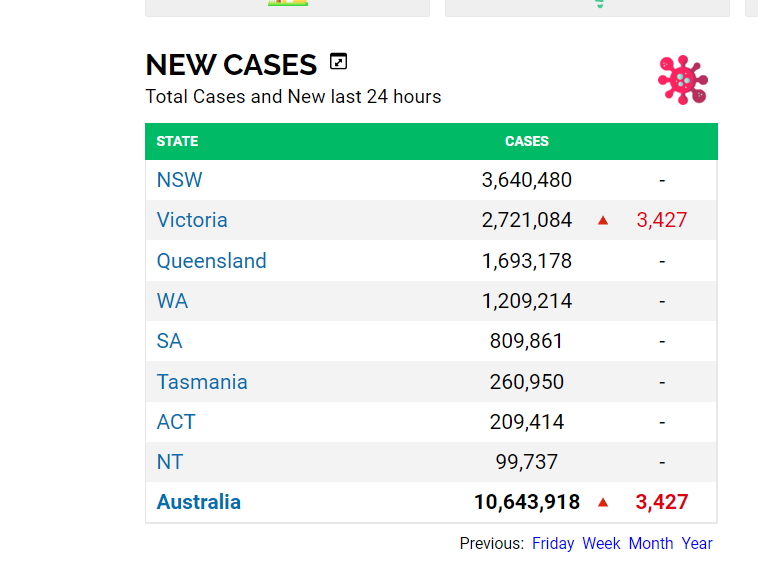 NEW CASES
Total Cases and New last 24 hours
STATE CASES
NSW 3,640,480 -
Victoria 2,721,084 ▲ 3,427
Queensland 1,693,178 -
WA 1,209,214 -
SA 809,861 -
Tasmania 260,950 -
ACT 209,414 -
NT 99,737 -
Australia 10,643,918 ▲ 3,427
Previous: Friday Week Month Year